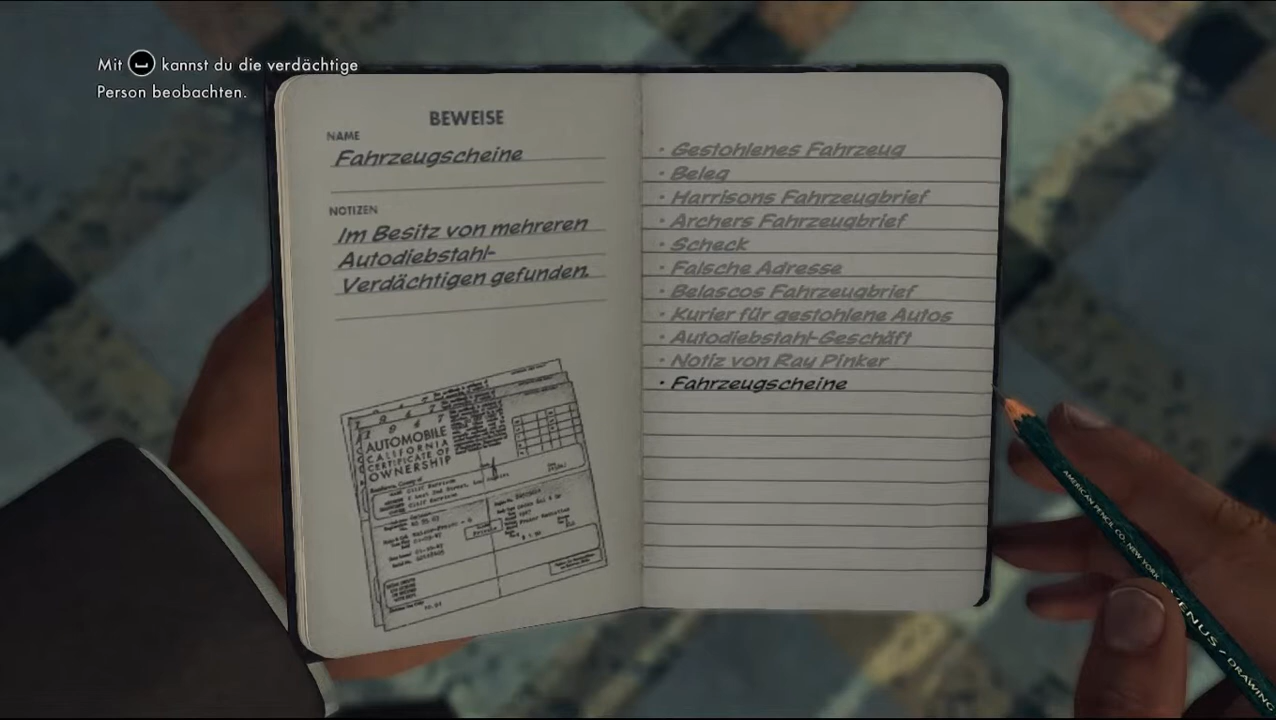 Mit kannst du die verdächtige
Person beobachten.
BEWEISE
NAME
Fahrzeugscheine
NOTIZEN
Im Besitz von mehreren
Autodiebstahl-
Verdächtigen gefunden.
AUTOMOBILE
CALIFORNIA
CERTIFICATE OF
OWNERSHIP
· Gestohlenes Fahrzeug
· Beleg
· Harrisons Fahrzeugbrief
· Archers Fahrzeugbrief
· Scheck
· Falsche Adresse
· Belascos Fahrzeugbrief
· Kurier für gestohlene Autos
· Autodiebstahl-Geschäft
· Notiz von Ray Pinker
· Fahrzeugscheine
AMERICAN PENCIL CO. NEW YORK VENUS / DRAWING